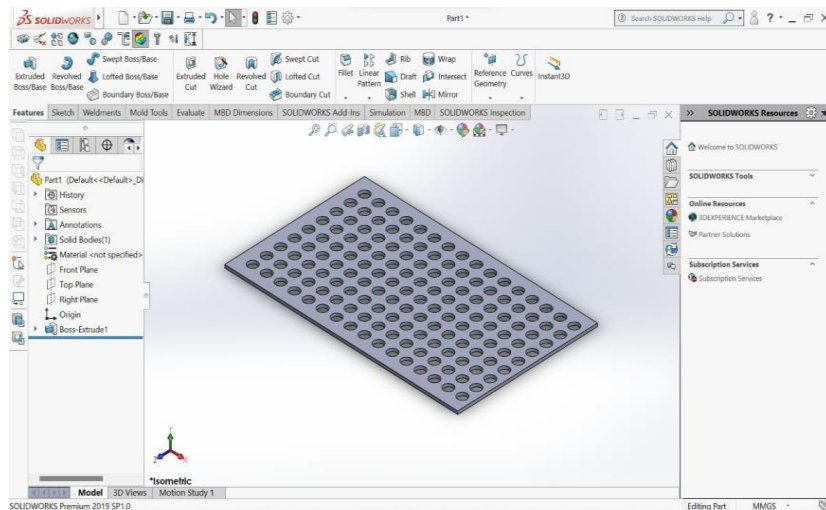 SOLIDWORKS
Part1 *
Search SOLIDWORKS Help
Extruded Boss/Base
Revolved Boss/Base
Swept Boss/Base
Lofted Boss/Base
Boundary Boss/Base
Extruded Cut
Hole Wizard
Revolved Cut
Swept Cut
Lofted Cut
Boundary Cut
Fillet
Linear Pattern
Rib
Draft
Shell
Wrap
Intersect
Mirror
Reference Geometry
Curves
Instant3D
Features Sketch Weldments Mold Tools Evaluate MBD Dimensions SOLIDWORKS Add-Ins Simulation MBD SOLIDWORKS Inspection
Part1 (Default<<Default>_Di
History
Sensors
Annotations
Solid Bodies(1)
Material <not specified>
Front Plane
Top Plane
Right Plane
Origin
Boss-Extrude1
*Isometric
Model 3D Views Motion Study 1
SOLIDWORKS Premium 2019 SP1.0
SOLIDWORKS Resources
Welcome to SOLIDWORKS
SOLIDWORKS Tools
Online Resources
3DEXPERIENCE Marketplace
Partner Solutions
Subscription Services
Subscription Services
Editing Part MMGS